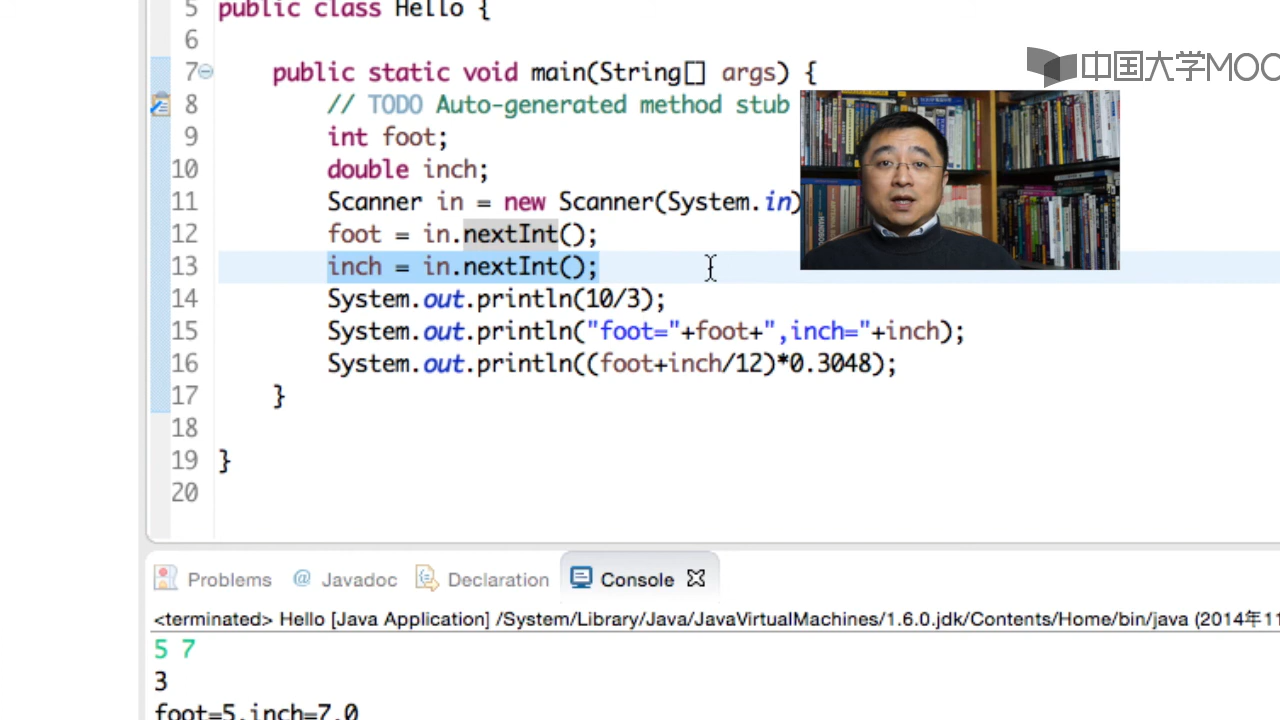 5 public class Hello {
6
7 public static void main(String[] args) {
8 // TODO Auto-generated method stub
9 int foot;
10 double inch;
11 Scanner in = new Scanner(System.in)
12 foot = in.nextInt();
13 inch = in.nextInt();
14 System.out.println(10/3);
15 System.out.println("foot="+foot+",inch="+inch);
16 System.out.println((foot+inch/12)*0.3048);
17 }
18
19 }
20
中国大学MOO
Problems @ Javadoc Declaration Console
<terminated> Hello [Java Application] /System/Library/Java/JavaVirtualMachines/1.6.0.jdk/Contents/Home/bin/java (2014年11
5 7
3
foot=5,inch=7.0